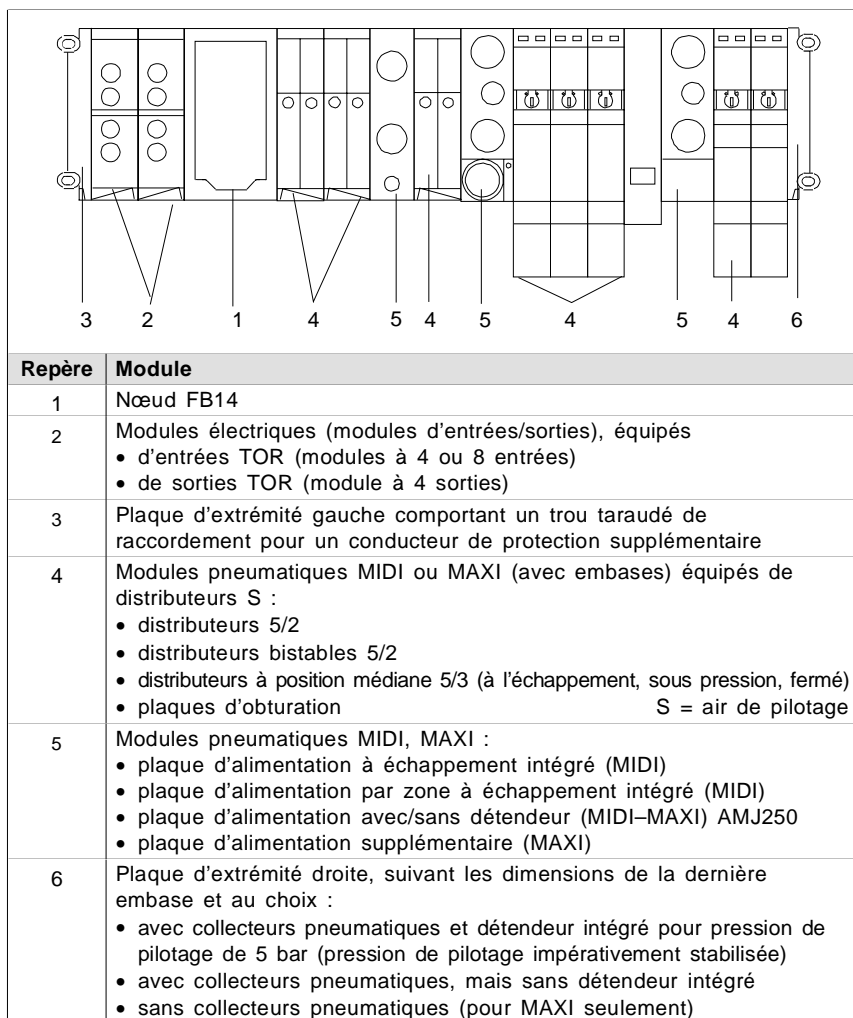 3 2 1 4 5 4 5 4 5 4 6
Repère Module
1 Nœud FB14
2 Modules électriques (modules d'entrées/sorties), équipés
• d'entrées TOR (modules à 4 ou 8 entrées)
• de sorties TOR (module à 4 sorties)
3 Plaque d'extrémité gauche comportant un trou taraudé de
raccordement pour un conducteur de protection supplémentaire
4 Modules pneumatiques MIDI ou MAXI (avec embases) équipés de
distributeurs S :
• distributeurs 5/2
• distributeurs bistables 5/2
• distributeurs à position médiane 5/3 (à l'échappement, sous pression, fermé)
• plaques d'obturation S = air de pilotage
5 Modules pneumatiques MIDI, MAXI :
• plaque d'alimentation à échappement intégré (MIDI)
• plaque d'alimentation par zone à échappement intégré (MIDI)
• plaque d'alimentation avec/sans détendeur (MIDI–MAXI) AMJ250
• plaque d'alimentation supplémentaire (MAXI)
6 Plaque d'extrémité droite, suivant les dimensions de la dernière
embase et au choix :
• avec collecteurs pneumatiques et détendeur intégré pour pression de
pilotage de 5 bar (pression de pilotage impérativement stabilisée)
• avec collecteurs pneumatiques, mais sans détendeur intégré
• sans collecteurs pneumatiques (pour MAXI seulement)